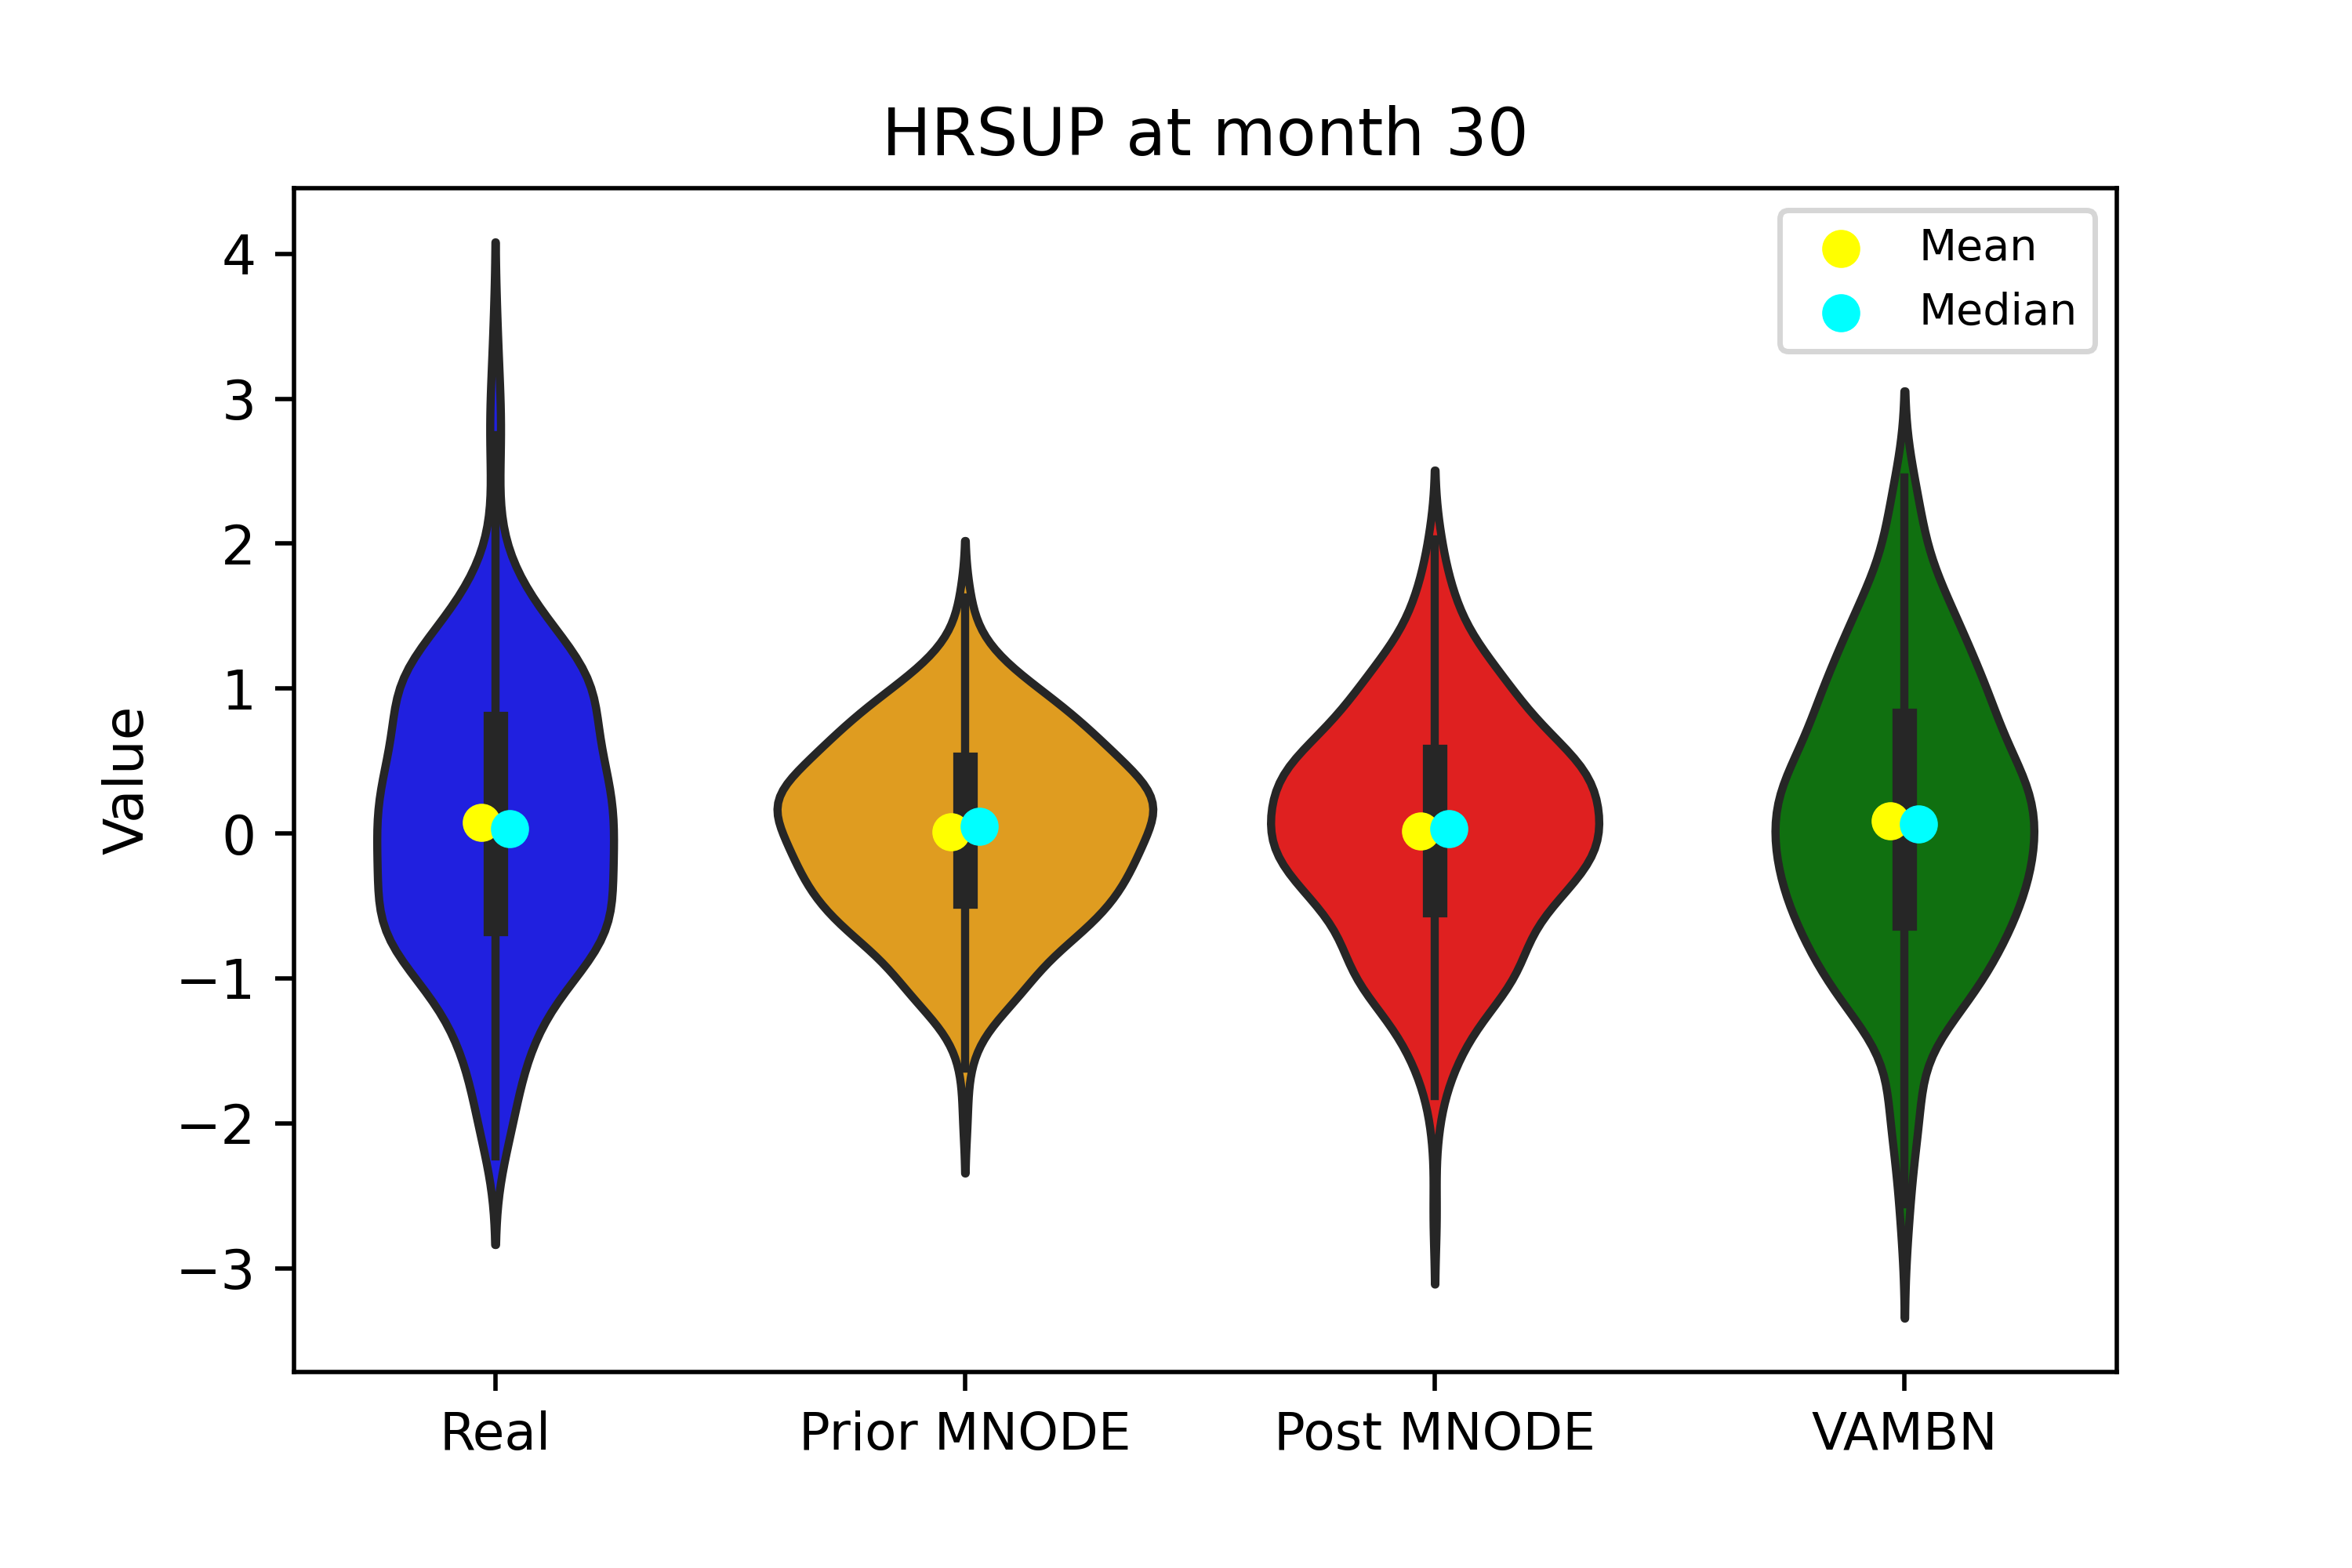 HRSUP at month 30
Mean
Median
4
3
2
1
0
−1
−2
−3
Value
Real
Prior MNODE
Post MNODE
VAMBN